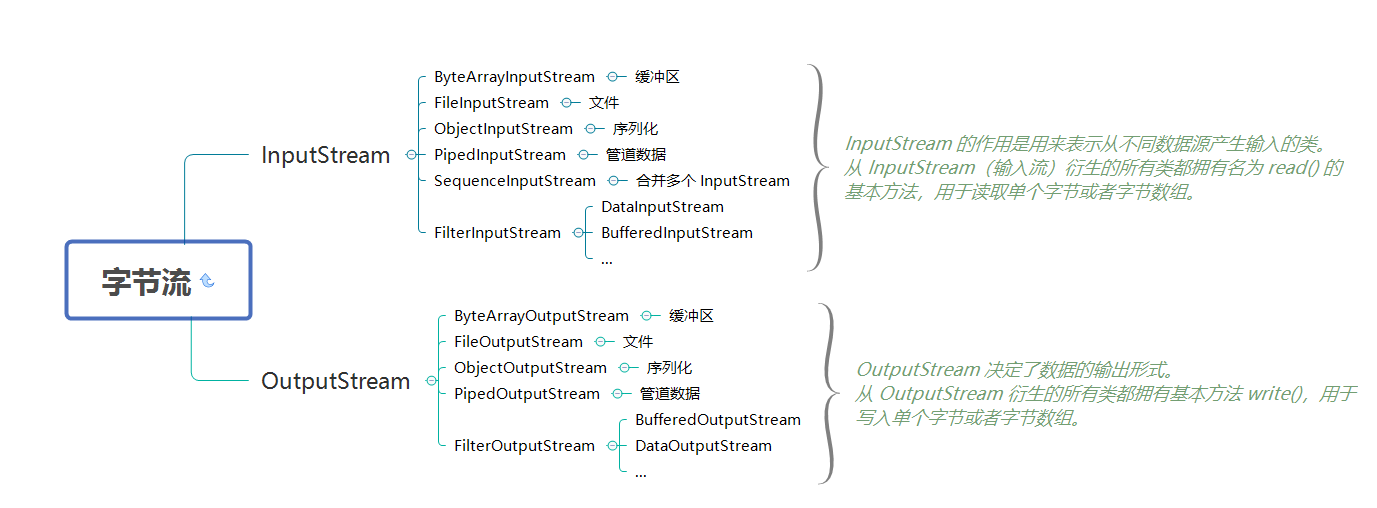 字节流
InputStream
ByteArrayInputStream 缓冲区
FileInputStream 文件
ObjectInputStream 序列化
PipedInputStream 管道数据
SequenceInputStream 合并多个 InputStream
FilterInputStream
DataInputStream
BufferedInputStream
...
InputStream 的作用是用来表示从不同数据源产生输入的类。
从 InputStream（输入流）衍生的所有类都拥有名为 read() 的
基本方法，用于读取单个字节或者字节数组。
OutputStream
ByteArrayOutputStream 缓冲区
FileOutputStream 文件
ObjectOutputStream 序列化
PipedOutputStream 管道数据
FilterOutputStream
BufferedOutputStream
DataOutputStream
...
OutputStream 决定了数据的输出形式。
从 OutputStream 衍生的所有类都拥有基本方法 write()，用于
写入单个字节或者字节数组。